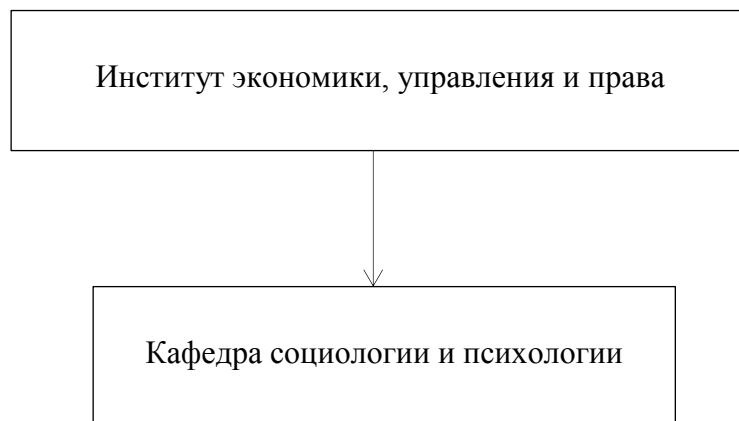 Институт экономики, управления и права
Кафедра социологии и психологии